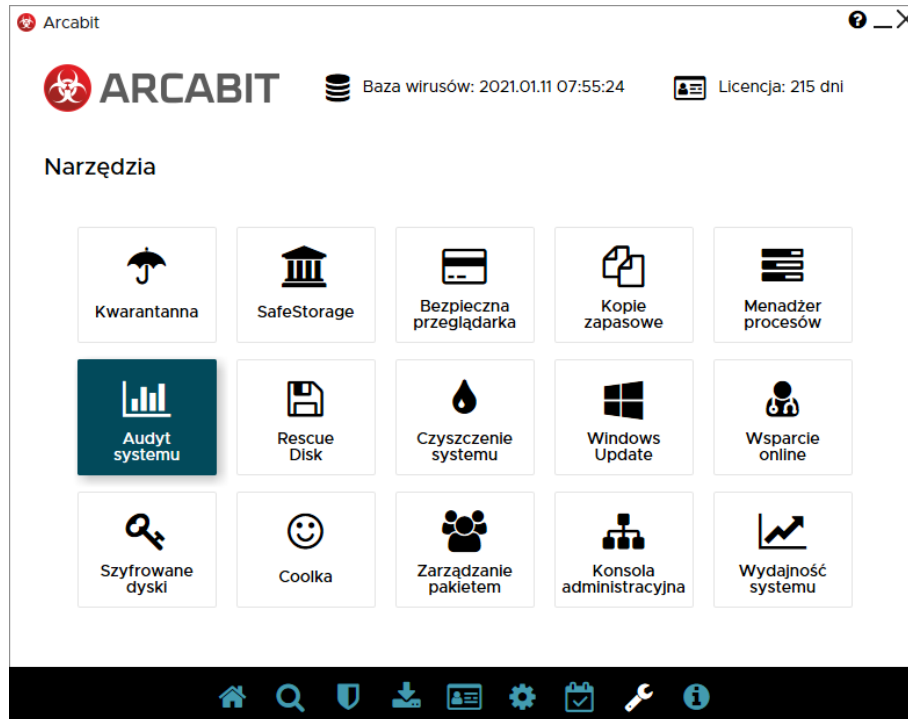 Arcabit
ARCABIT
Baza wirusów: 2021.01.11 07:55:24
Licencja: 215 dni
Narzędzia
Kwarantanna
SafeStorage
Bezpieczna
przeglądarka
Kopie
zapasowe
Menadżer
procesów
Audyt
systemu
Rescue
Disk
Czyszczenie
systemu
Windows
Update
Wsparcie
online
Szyfrowane
dyski
Coolka
Zarządzanie
pakietem
Konsola
administracyjna
Wydajność
systemu